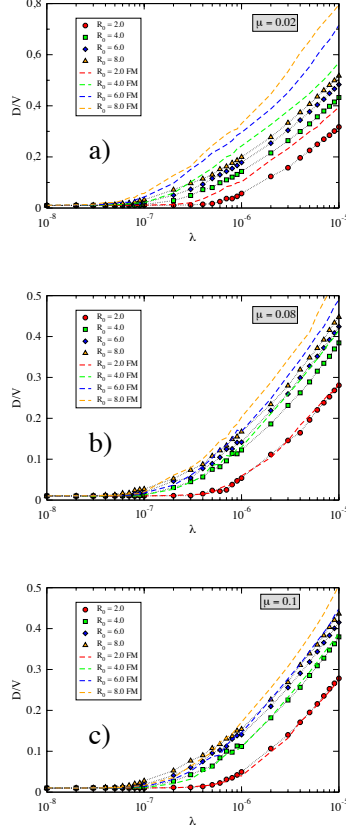 0,8
μ = 0.02
R₀ = 2.0
R₀ = 4.0
R₀ = 6.0
R₀ = 8.0
R₀ = 2.0 FM
R₀ = 4.0 FM
R₀ = 6.0 FM
R₀ = 8.0 FM
0,6
D/V
0,4
a)
0,2
0
10⁻⁸ 10⁻⁷ 10⁻⁶ 10⁻⁵
λ
0.5
μ = 0.08
R₀ = 2.0
R₀ = 4.0
R₀ = 6.0
R₀ = 8.0
R₀ = 2.0 FM
R₀ = 4.0 FM
R₀ = 6.0 FM
R₀ = 8.0 FM
0.4
0.3
D/V
0.2
b)
0.1
0
10⁻⁸ 10⁻⁷ 10⁻⁶ 10⁻⁵
λ
0.5
μ = 0.1
R₀ = 2.0
R₀ = 4.0
R₀ = 6.0
R₀ = 8.0
R₀ = 2.0 FM
R₀ = 4.0 FM
R₀ = 6.0 FM
R₀ = 8.0 FM
0.4
0.3
D/V
0.2
c)
0.1
0
10⁻⁸ 10⁻⁷ 10⁻⁶ 10⁻⁵
λ